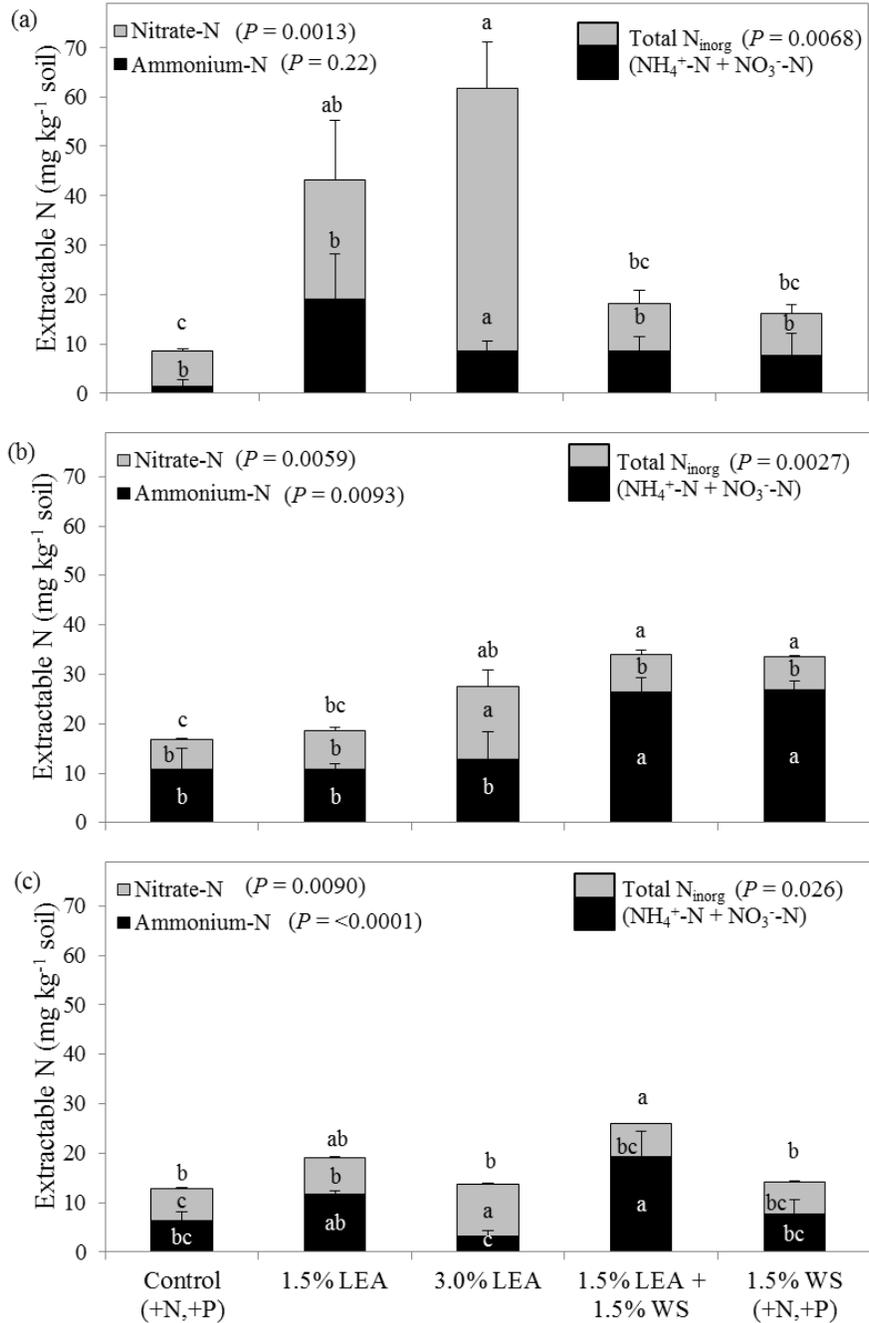 (a)
Nitrate-N (P = 0.0013)
Ammonium-N (P = 0.22)
Total Ninorg (P = 0.0068)
(NH4+-N + NO3--N)
Extractable N (mg kg-1 soil)
70
60
50
40
30
20
10
0
c
b
ab
b
a
a
bc
b
bc
b
(b)
Nitrate-N (P = 0.0059)
Ammonium-N (P = 0.0093)
Total Ninorg (P = 0.0027)
(NH4+-N + NO3--N)
Extractable N (mg kg-1 soil)
70
60
50
40
30
20
10
0
c
b
b
bc
b
b
ab
a
b
a
b
a
a
b
a
(c)
Nitrate-N (P = 0.0090)
Ammonium-N (P = <0.0001)
Total Ninorg (P = 0.026)
(NH4+-N + NO3--N)
Extractable N (mg kg-1 soil)
70
60
50
40
30
20
10
0
b
c
bc
ab
b
ab
b
a
c
a
bc
a
b
bc
bc
Control
(+N,+P)
1.5% LEA
3.0% LEA
1.5% LEA +
1.5% WS
1.5% WS
(+N,+P)